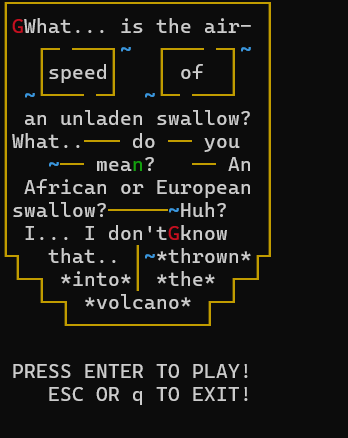 GWhat... is the air-
~ ~
speed of
~ ~
an unladen swallow?
What.. do you
~ mean? An
African or European
swallow? ~Huh?
I... I don'tGknow
that.. ~*thrown*
*into* *the*
*volcano*
PRESS ENTER TO PLAY!
ESC OR q TO EXIT!